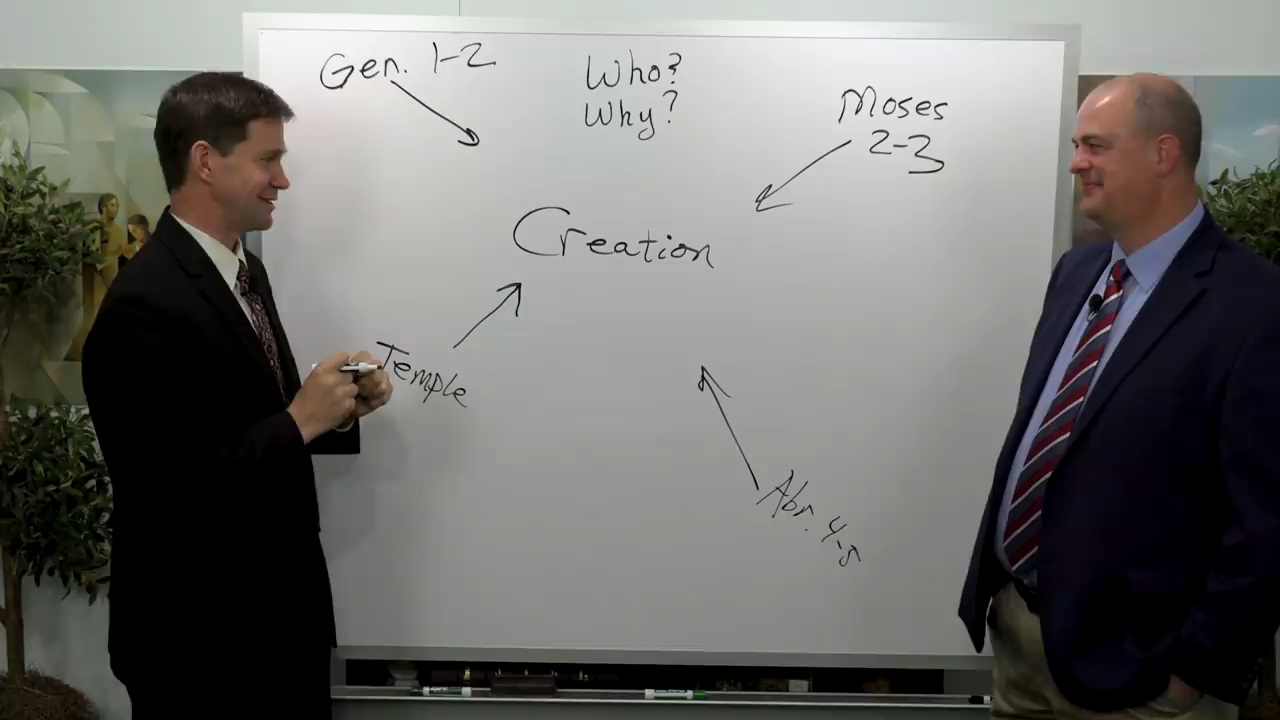 Gen. 1-2
Who?
Why?
Moses
2-3
Creation
Temple
Abr. 4-5